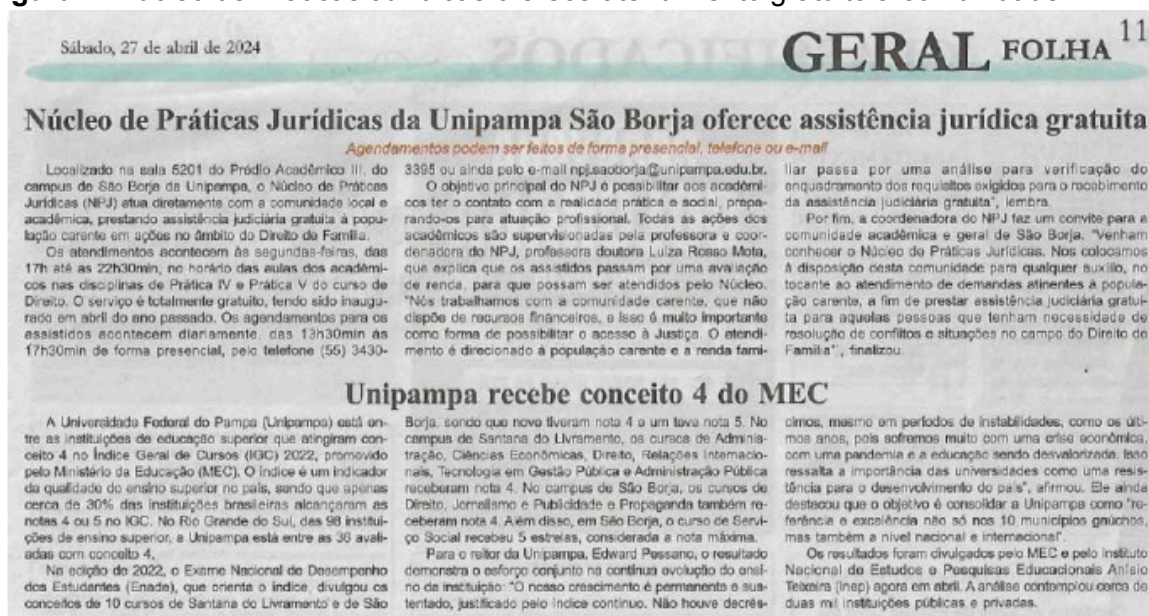 Sábado, 27 de abril de 2024
GERAL FOLHA 11
Núcleo de Práticas Jurídicas da Unipampa São Borja oferece assistência jurídica gratuita
Agendamentos podem ser feitos de forma presencial, telefone ou e-mail
Localizado na sala 5201 do Prédio Acadêmico III, do
campus de São Borja da Unipampa, o Núcleo de Práticas
Jurídicas (NPJ) atua diretamente com a comunidade local e
acadêmica, prestando assistência judiciária gratuita à popu-
lação carente em ações no âmbito do Direito de Família.
Os atendimentos acontecem às segundas-feiras, das
17h até as 22h30min, no horário das aulas dos acadêmi-
cos nas disciplinas de Prática IV e Prática V do curso de
Direito. O serviço é totalmente gratuito, tendo sido inaugu-
rado em abril do ano passado. Os agendamentos para os
assistidos acontecem diariamente, das 13h30min às
17h30min de forma presencial, pelo telefone (55) 3430-
3395 ou ainda pelo e-mail npj.saoborja@unipampa.edu.br.
O objetivo principal do NPJ é possibilitar aos acadêmi-
cos ter o contato com a realidade prática e social, prepa-
rando-os para atuação profissional. Todas as ações dos
acadêmicos são supervisionadas pela professora e coor-
denadora do NPJ, professora doutora Luiza Rosso Mota,
que explica que os assistidos passam por uma avaliação
de renda, para que possam ser atendidos pelo Núcleo.
"Nós trabalhamos com a comunidade carente, que não
dispõe de recursos financeiros, e isso é muito importante
como forma de possibilitar o acesso à Justiça. O atendi-
mento é direcionado à população carente e a renda fami-
liar passa por uma análise para verificação do
enquadramento dos requisitos exigidos para o recebimento
da assistência judiciária gratuita", lembra.
Por fim, a coordenadora do NPJ faz um convite para a
comunidade acadêmica e geral de São Borja. "Venham
conhecer o Núcleo de Práticas Jurídicas. Nos colocamos
à disposição desta comunidade para qualquer auxílio, no
tocante ao atendimento de demandas atinentes à popula-
ção carente, a fim de prestar assistência judiciária gratui-
ta para aquelas pessoas que tenham necessidade de
resolução de conflitos e situações no campo do Direito de
Família", finalizou.
Unipampa recebe conceito 4 do MEC
A Universidade Federal do Pampa (Unipampa) está en-
tre as instituições de educação superior que atingiram con-
ceito 4 no Índice Geral de Cursos (IGC) 2022, promovido
pelo Ministério da Educação (MEC). O índice é um indicador
da qualidade do ensino superior no país, sendo que apenas
cerca de 30% das instituições brasileiras alcançaram as
notas 4 ou 5 no IGC. No Rio Grande do Sul, das 98 institui-
ções de ensino superior, a Unipampa está entre as 36 avali-
adas com conceito 4.
Na edição de 2022, o Exame Nacional de Desempenho
dos Estudantes (Enade), que orienta o índice, divulgou os
conceitos de 10 cursos de Santana do Livramento e de São
Borja, sendo que nove tiveram nota 4 e um teve nota 5. No
campus de Santana do Livramento, os cursos de Adminis-
tração, Ciências Econômicas, Direito, Relações Internacio-
nais, Tecnologia em Gestão Pública e Administração Pública
receberam nota 4. No campus de São Borja, os cursos de
Direito, Jornalismo e Publicidade e Propaganda também re-
ceberam nota 4. Além disso, em São Borja, o curso de Servi-
ço Social recebeu 5 estrelas, considerada a nota máxima.
Para o reitor da Unipampa, Edward Pessano, o resultado
demonstra o esforço conjunto na contínua evolução do ensi-
no da instituição: "O nosso crescimento é permanente e sus-
tentado, justificado pelo índice contínuo. Não houve decrés-
cimos, mesmo em períodos de instabilidades, como os últi-
mos anos, pois sofremos muito com uma crise econômica,
com uma pandemia e a educação sendo desvalorizada. Isso
ressalta a importância das universidades como uma resis-
tência para o desenvolvimento do país", afirmou. Ele ainda
destacou que o objetivo é consolidar a Unipampa como "re-
ferência e excelência não só nos 10 municípios gaúchos,
mas também a nível nacional e internacional".
Os resultados foram divulgados pelo MEC e pelo Instituto
Nacional de Estudos e Pesquisas Educacionais Anísio
Teixeira (Inep) agora em abril. A análise contemplou cerca de
duas mil instituições públicas e privadas.